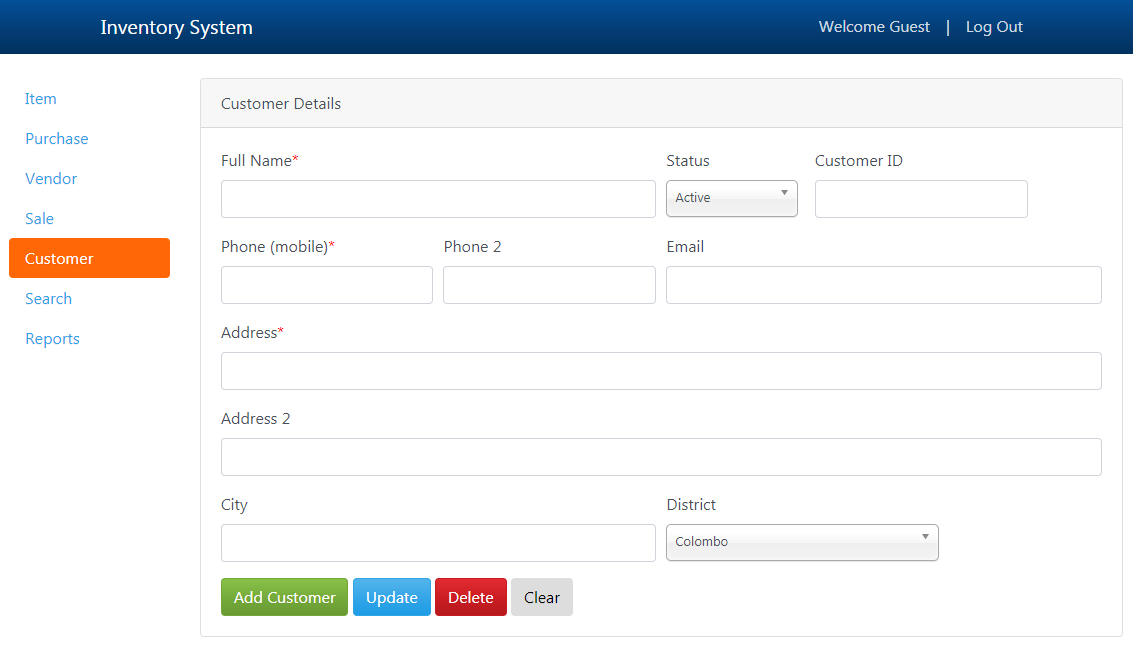 Inventory System
Welcome Guest | Log Out
Item
Purchase
Vendor
Sale
Customer
Search
Reports
Customer Details
Full Name* Status Customer ID
Active
Phone (mobile)* Phone 2 Email
Address*
Address 2
City District
Colombo
Add Customer Update Delete Clear